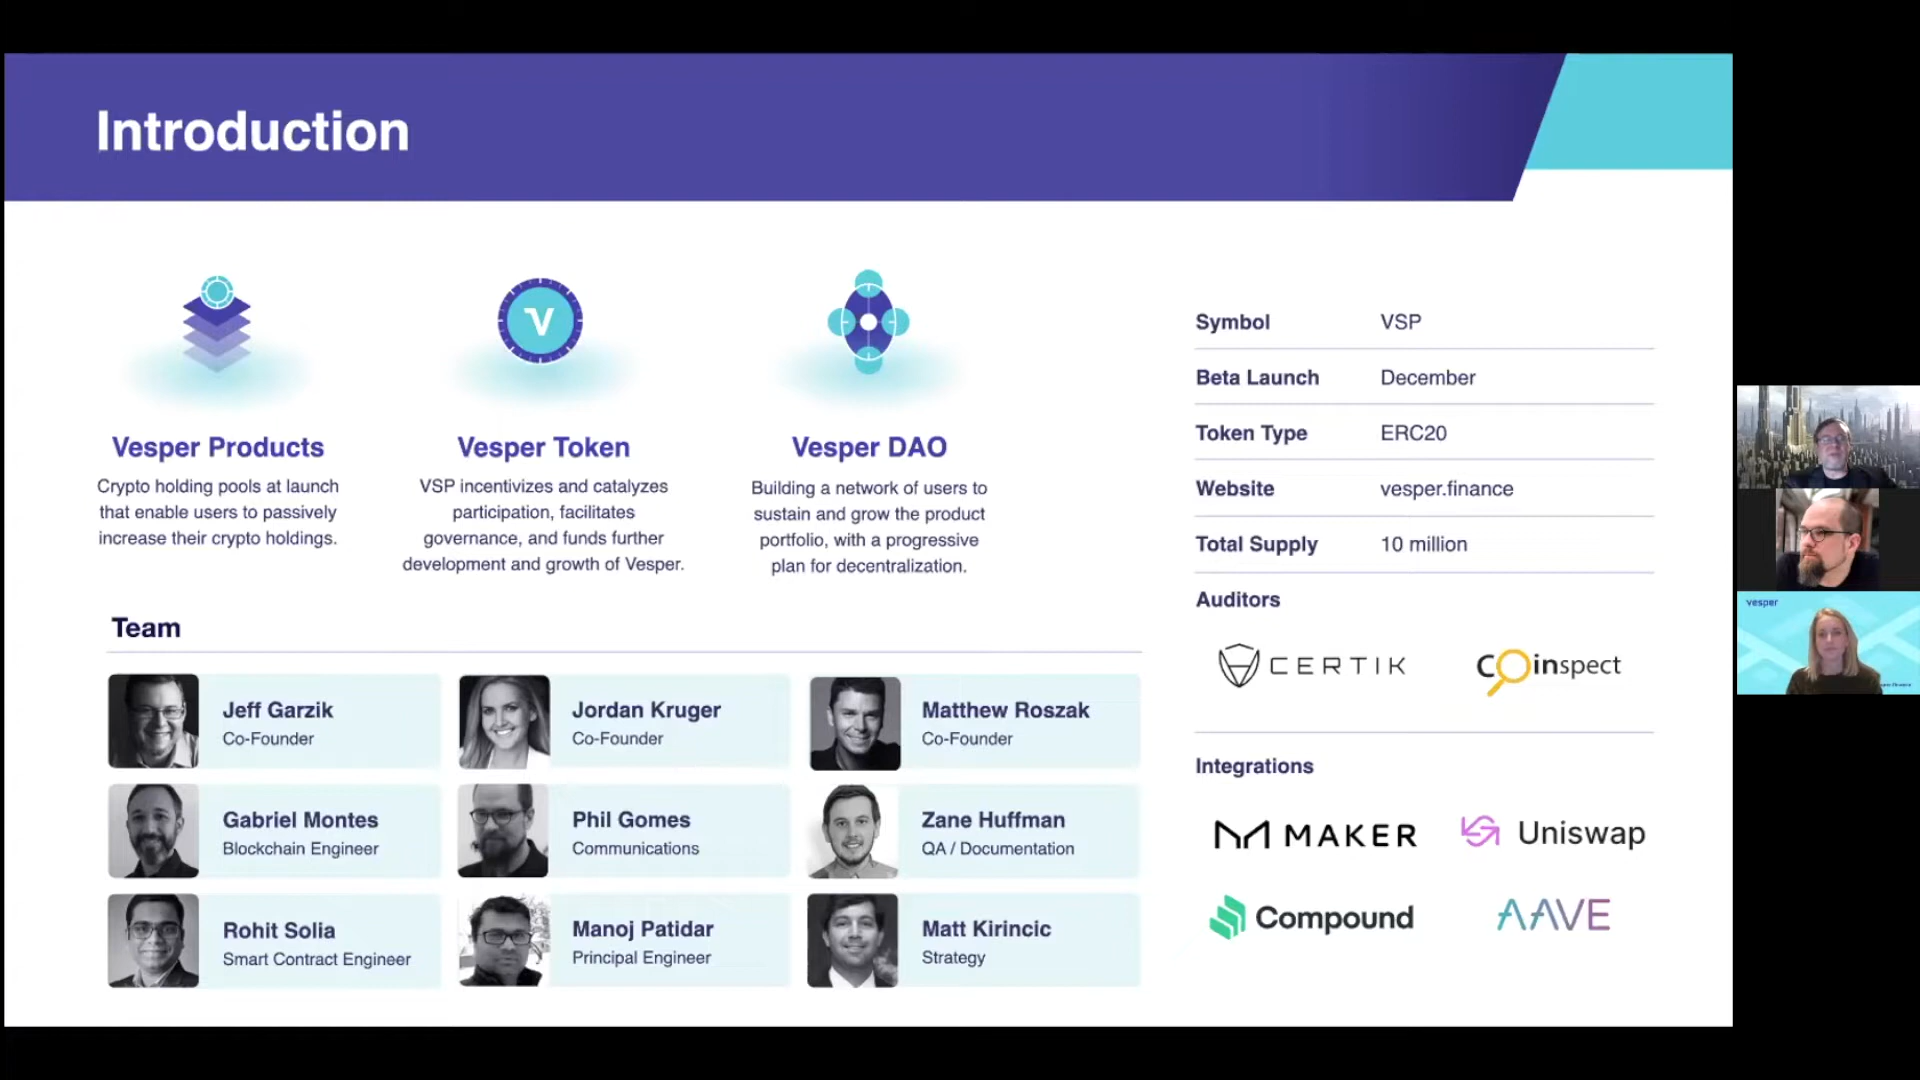 Introduction
Vesper Products
Crypto holding pools at launch
that enable users to passively
increase their crypto holdings.
Vesper Token
VSP incentivizes and catalyzes
participation, facilitates
governance, and funds further
development and growth of Vesper.
Vesper DAO
Building a network of users to
sustain and grow the product
portfolio, with a progressive
plan for decentralization.
Team
Jeff Garzik
Co-Founder
Jordan Kruger
Co-Founder
Matthew Roszak
Co-Founder
Gabriel Montes
Blockchain Engineer
Phil Gomes
Communications
Zane Huffman
QA / Documentation
Rohit Solia
Smart Contract Engineer
Manoj Patidar
Principal Engineer
Matt Kirincic
Strategy
Symbol VSP
Beta Launch December
Token Type ERC20
Website vesper.finance
Total Supply 10 million
Auditors
CERTIK
Coinspect
Integrations
MAKER
Uniswap
Compound
AAVE
vesper